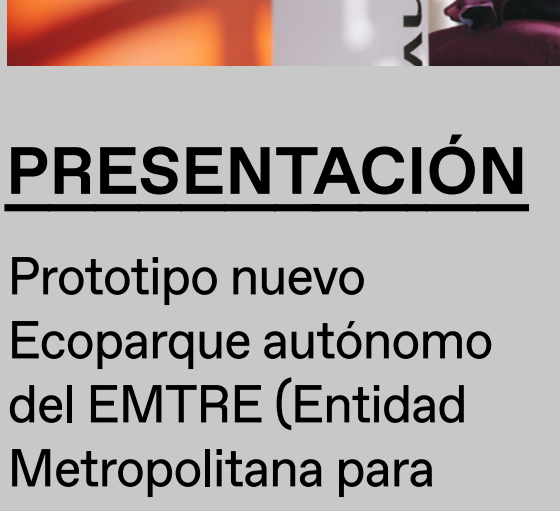 PRESENTACIÓN
Prototipo nuevo
Ecoparque autónomo
del EMTRE (Entidad
Metropolitana para